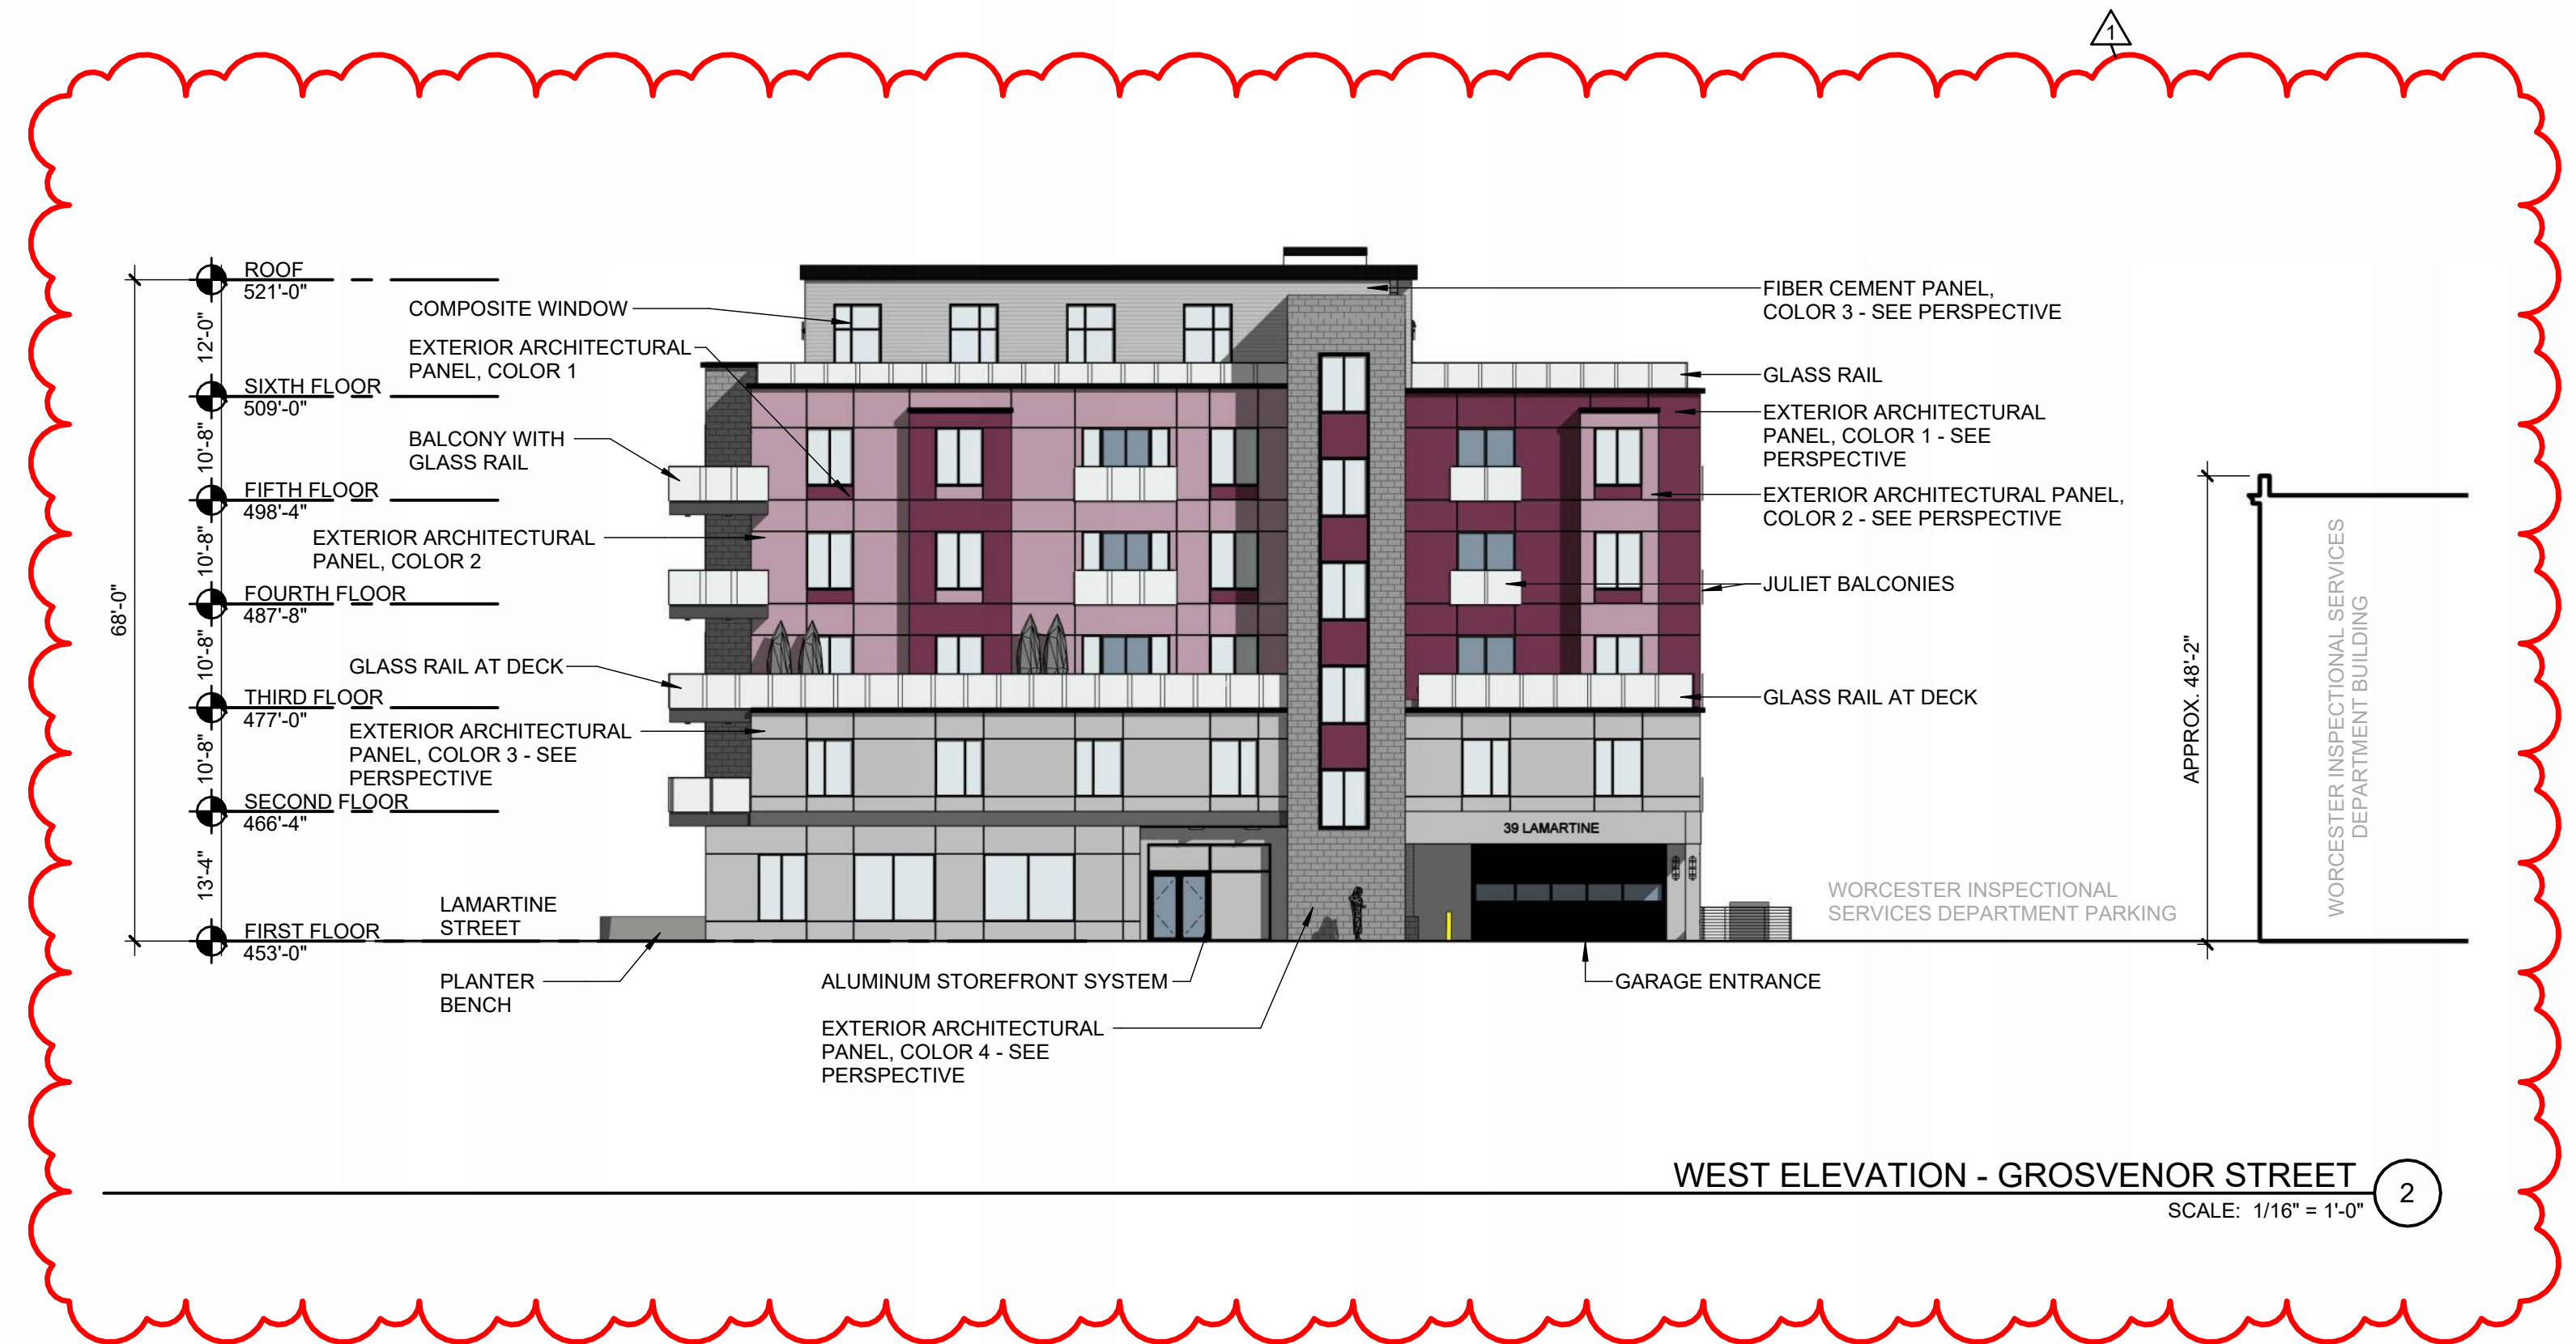 1
ROOF
521'-0"
12'-0"
SIXTH FLOOR
509'-0"
10'-8"
FIFTH FLOOR
498'-4"
10'-8"
FOURTH FLOOR
487'-8"
10'-8"
THIRD FLOOR
477'-0"
10'-8"
SECOND FLOOR
466'-4"
13'-4"
FIRST FLOOR
453'-0"
68'-0"
COMPOSITE WINDOW
EXTERIOR ARCHITECTURAL
PANEL, COLOR 1
BALCONY WITH
GLASS RAIL
EXTERIOR ARCHITECTURAL
PANEL, COLOR 2
GLASS RAIL AT DECK
EXTERIOR ARCHITECTURAL
PANEL, COLOR 3 - SEE
PERSPECTIVE
LAMARTINE
STREET
PLANTER
BENCH
ALUMINUM STOREFRONT SYSTEM
EXTERIOR ARCHITECTURAL
PANEL, COLOR 4 - SEE
PERSPECTIVE
39 LAMARTINE
GARAGE ENTRANCE
FIBER CEMENT PANEL,
COLOR 3 - SEE PERSPECTIVE
GLASS RAIL
EXTERIOR ARCHITECTURAL
PANEL, COLOR 1 - SEE
PERSPECTIVE
EXTERIOR ARCHITECTURAL PANEL,
COLOR 2 - SEE PERSPECTIVE
JULIET BALCONIES
GLASS RAIL AT DECK
WORCESTER INSPECTIONAL
SERVICES DEPARTMENT PARKING
APPROX. 48'-2"
WORCESTER INSPECTIONAL SERVICES
DEPARTMENT BUILDING
WEST ELEVATION - GROSVENOR STREET
2
SCALE: 1/16" = 1'-0"